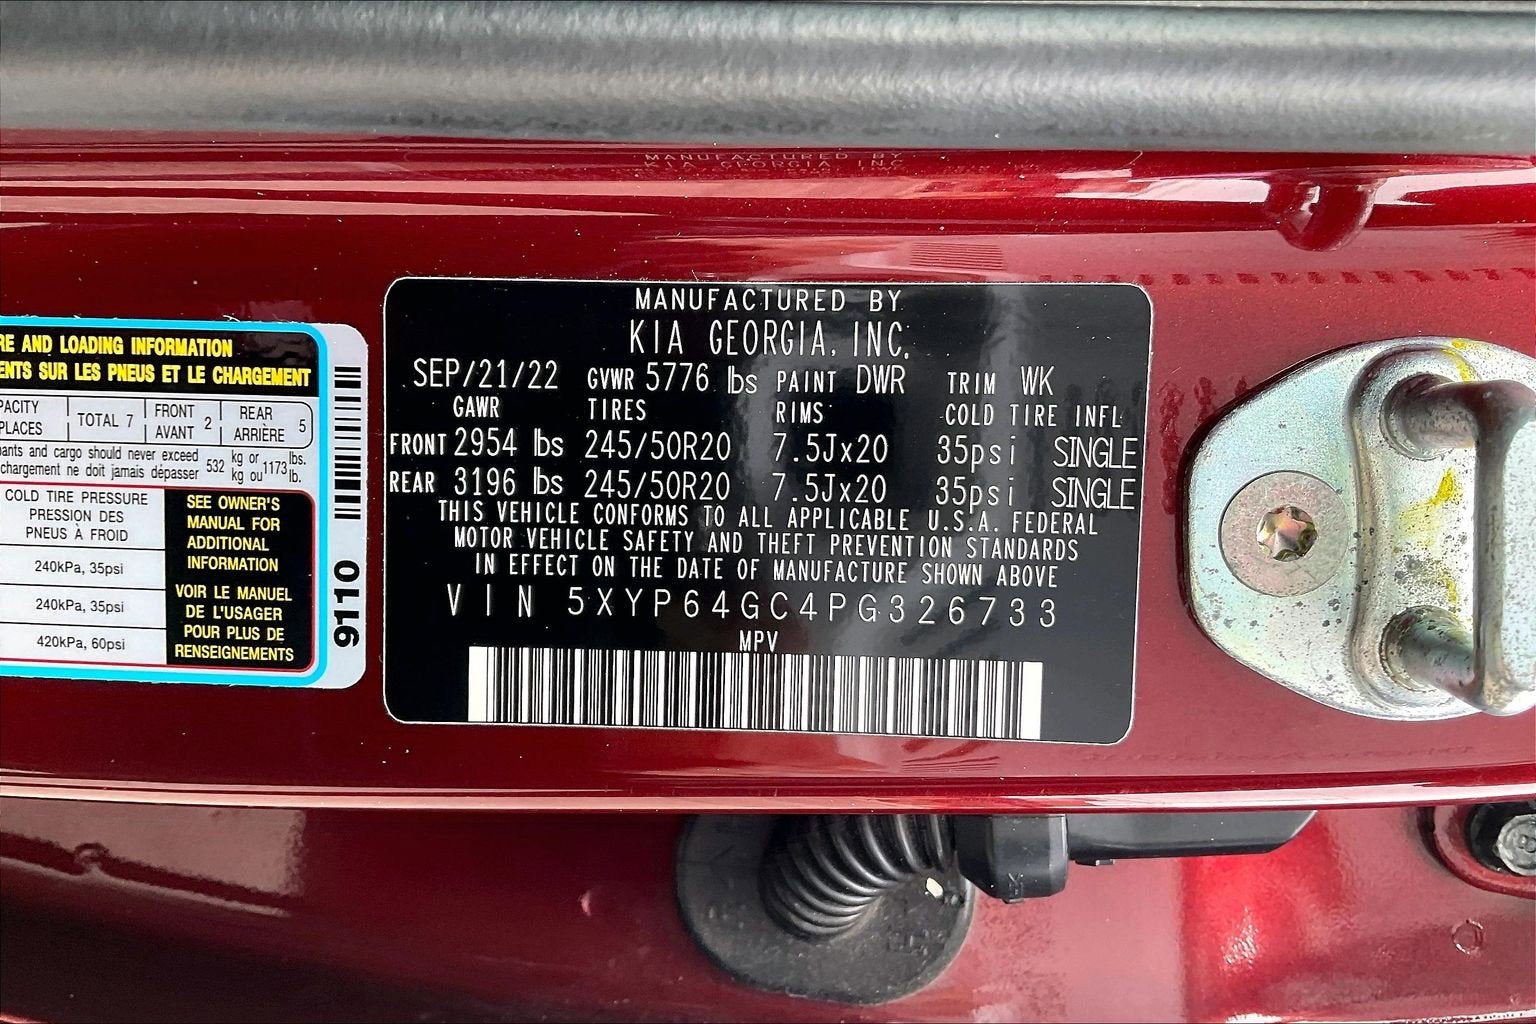 RE AND LOADING INFORMATION
ENTS SUR LES PNEUS ET LE CHARGEMENT
PACITY
PLACES
TOTAL 7
FRONT
AVANT 2
REAR
ARRIÈRE 5
pants and cargo should never exceed
chargement ne doit jamais dépasser
532 kg or 1173 lbs.
kg ou lb.
COLD TIRE PRESSURE
PRESSION DES
PNEUS À FROID
240kPa, 35psi
240kPa, 35psi
420kPa, 60psi
SEE OWNER'S
MANUAL FOR
ADDITIONAL
INFORMATION
VOIR LE MANUEL
DE L'USAGER
POUR PLUS DE
RENSEIGNEMENTS
9110
MANUFACTURED BY
KIA GEORGIA, INC.
SEP/21/22 GVWR 5776 lbs PAINT DWR TRIM WK
GAWR TIRES RIMS COLD TIRE INFL
FRONT 2954 lbs 245/50R20 7.5Jx20 35psi SINGLE
REAR 3196 lbs 245/50R20 7.5Jx20 35psi SINGLE
THIS VEHICLE CONFORMS TO ALL APPLICABLE U.S.A. FEDERAL
MOTOR VEHICLE SAFETY AND THEFT PREVENTION STANDARDS
IN EFFECT ON THE DATE OF MANUFACTURE SHOWN ABOVE
VIN 5XYP64GC4PG326733
MPV